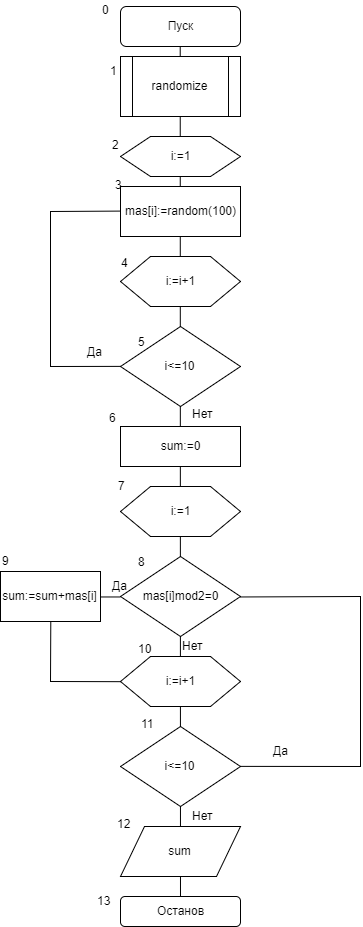 0
Пуск
1
randomize
2
i:=1
3
mas[i]:=random(100)
4
i:=i+1
5
i<=10
Да
Нет
6
sum:=0
7
i:=1
8
mas[i]mod2=0
9
Да
sum:=sum+mas[i]
Нет
10
i:=i+1
11
i<=10
Да
Нет
12
sum
13
Останов